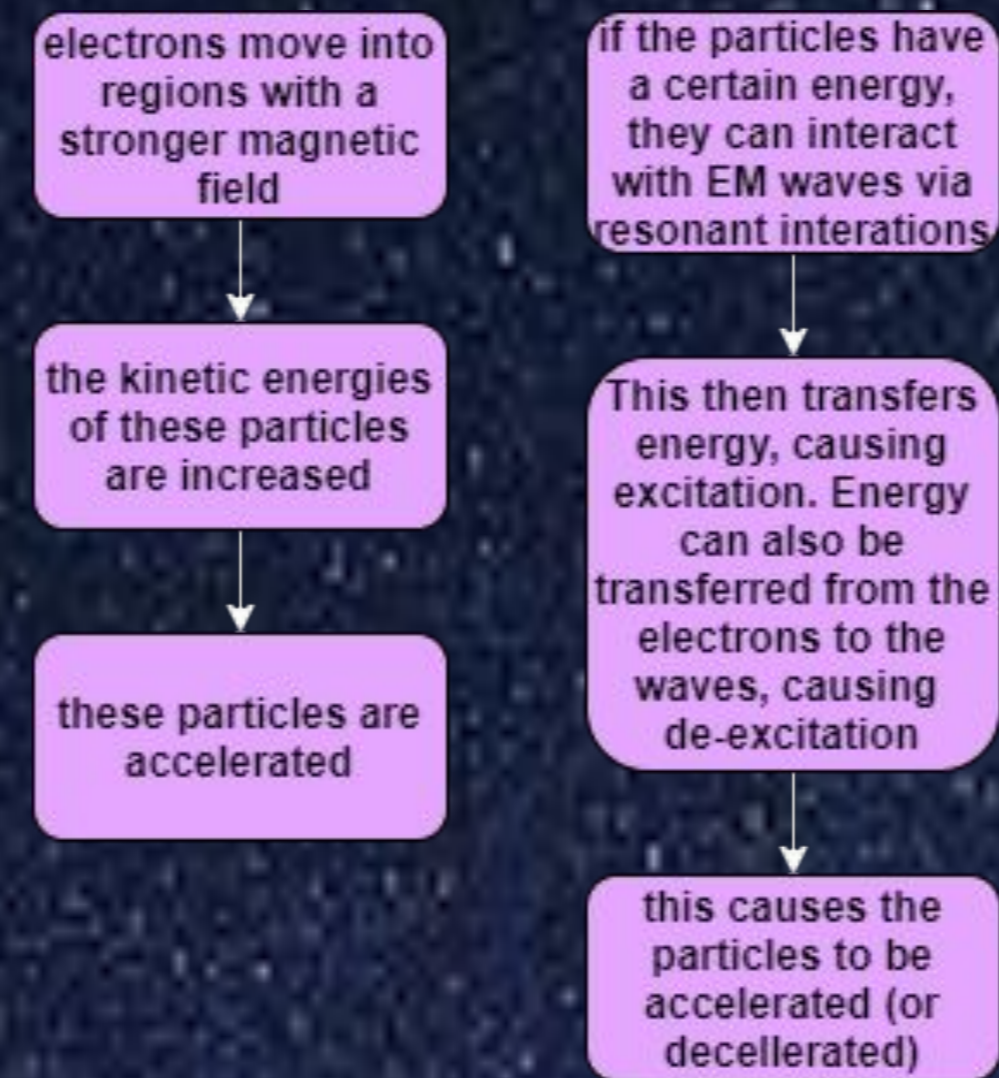 electrons move into
regions with a
stronger magnetic
field
the kinetic energies
of these particles
are increased
these particles are
accelerated
if the particles have
a certain energy,
they can interact
with EM waves via
resonant interations
This then transfers
energy, causing
excitation. Energy
can also be
transferred from the
electrons to the
waves, causing
de-excitation
this causes the
particles to be
accelerated (or
decellerated)